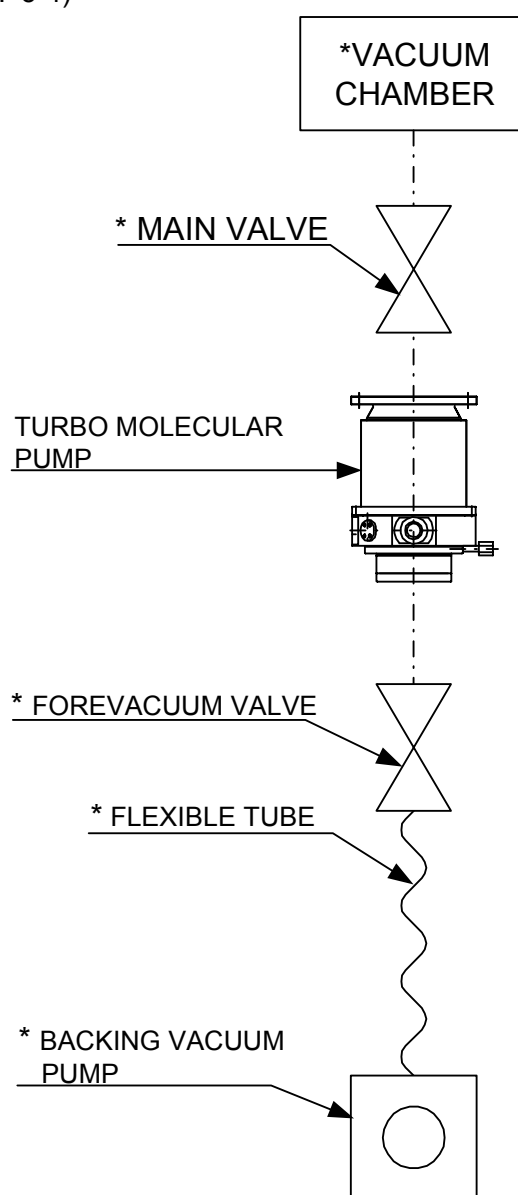 *VACUUM
CHAMBER
* MAIN VALVE
TURBO MOLECULAR
PUMP
* FOREVACUUM VALVE
* FLEXIBLE TUBE
* BACKING VACUUM
PUMP